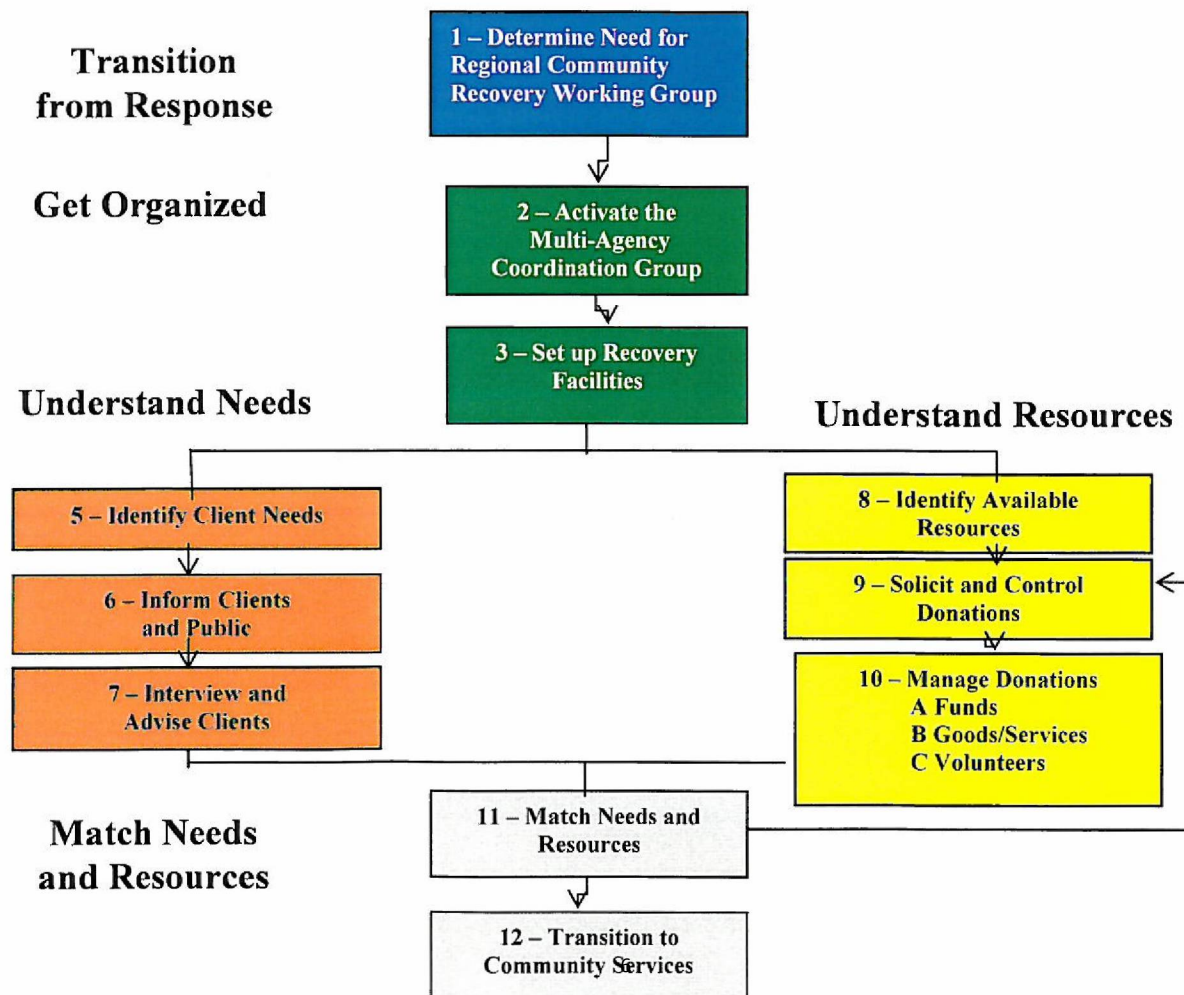 Transition
from Response
1 – Determine Need for
Regional Community
Recovery Working Group
Get Organized
2 – Activate the
Multi-Agency
Coordination Group
3 – Set up Recovery
Facilities
Understand Needs
Understand Resources
5 – Identify Client Needs
6 – Inform Clients
and Public
7 – Interview and
Advise Clients
8 – Identify Available
Resources
9 – Solicit and Control
Donations
10 – Manage Donations
A Funds
B Goods/Services
C Volunteers
Match Needs
and Resources
11 – Match Needs and
Resources
12 – Transition to
Community Services
6